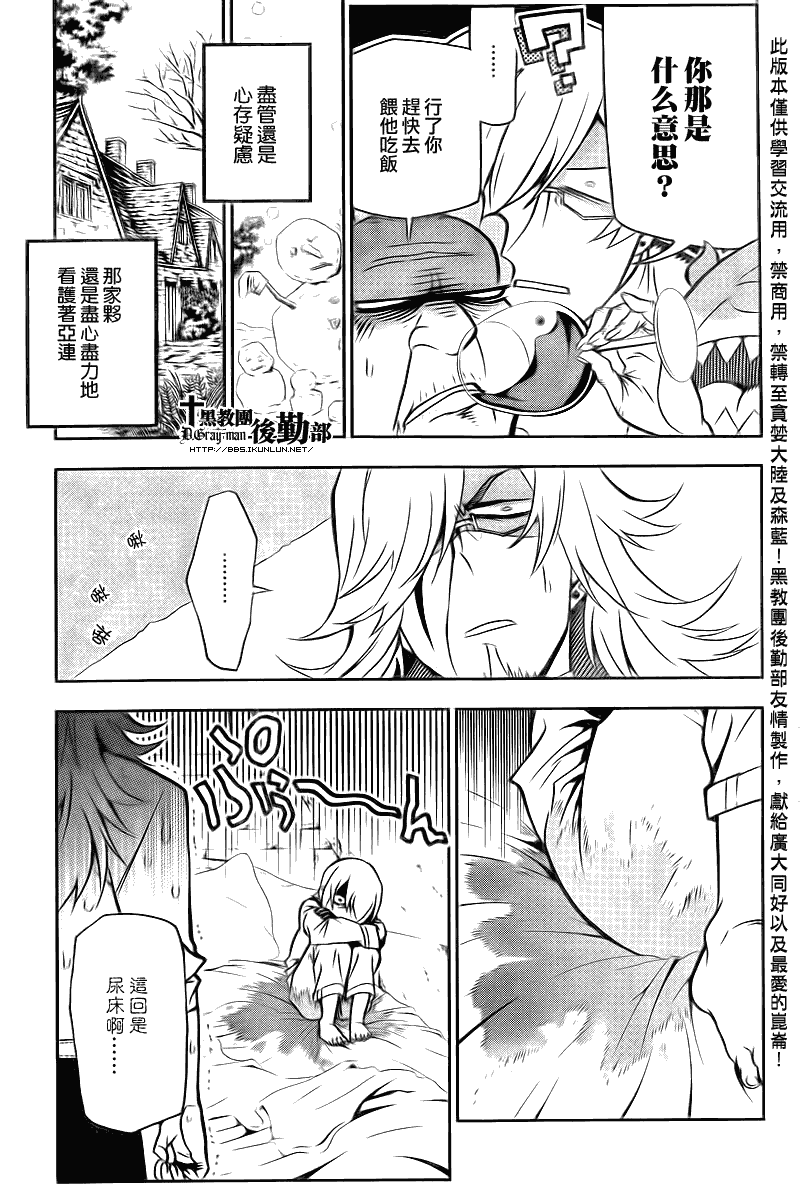 你那是
什么意思？
……
行了你
趕快去
餵他吃飯
盡管還是
心存疑慮
那家夥
還是盡心盡力地
看護著亞連
黑教團
D.Gray-man 後勤部
HTTP://BBS.IKUNLUN.NET/
……
這回是
尿床啊……
此版本僅供學習交流用，禁商用，禁轉至貪婪大陸及森藍！黑教團後勤部友情製作，獻給廣大同好以及最愛的崑崙！